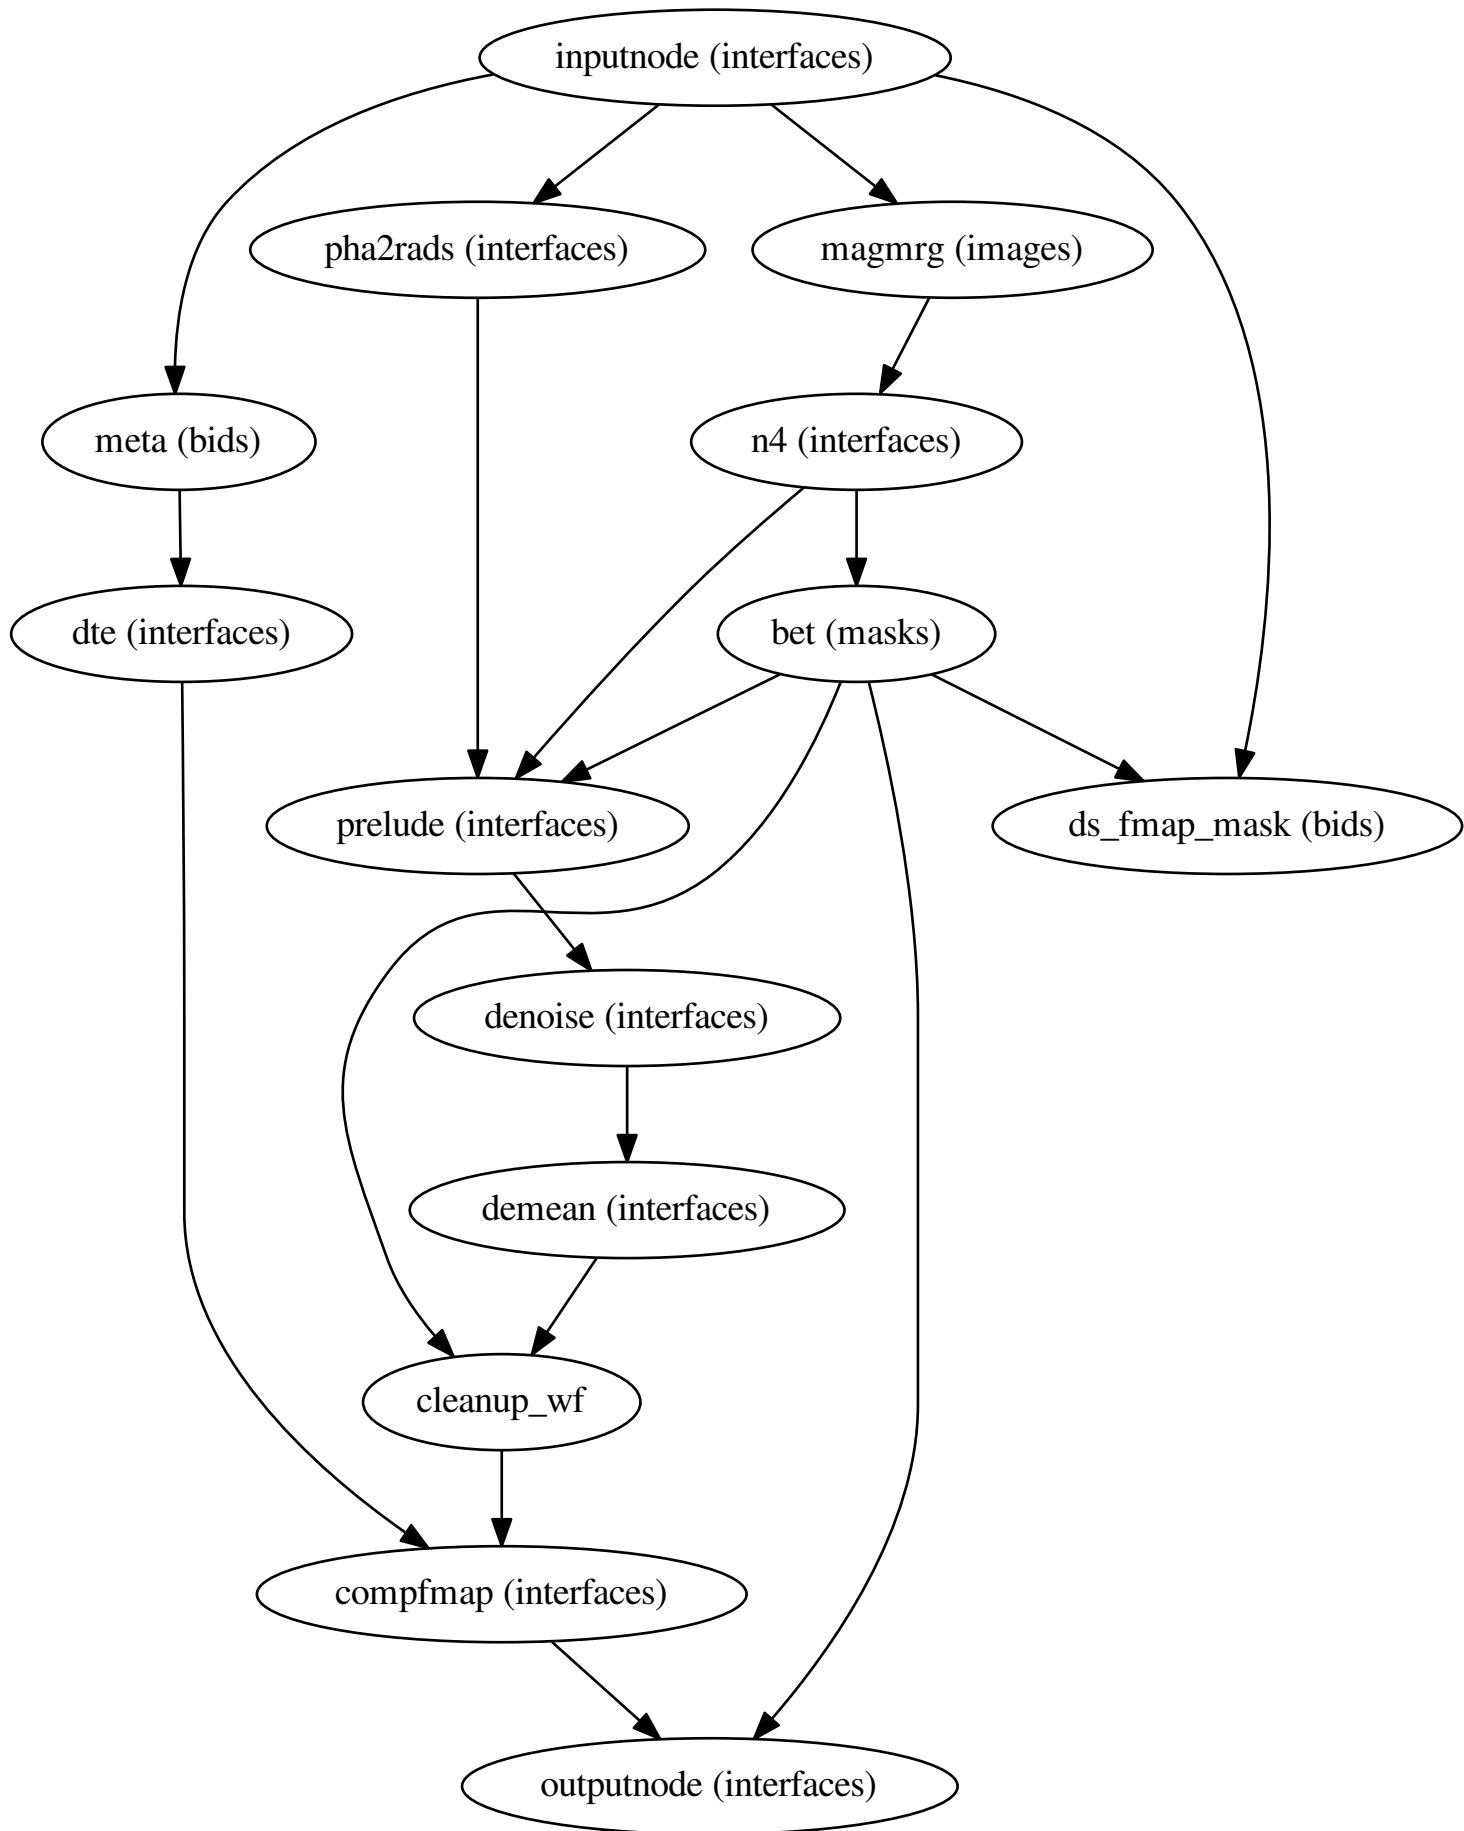 inputnode (interfaces)
pha2rads (interfaces)
magmrg (images)
meta (bids)
n4 (interfaces)
dte (interfaces)
bet (masks)
prelude (interfaces)
ds_fmap_mask (bids)
denoise (interfaces)
demean (interfaces)
cleanup_wf
compfmap (interfaces)
outputnode (interfaces)